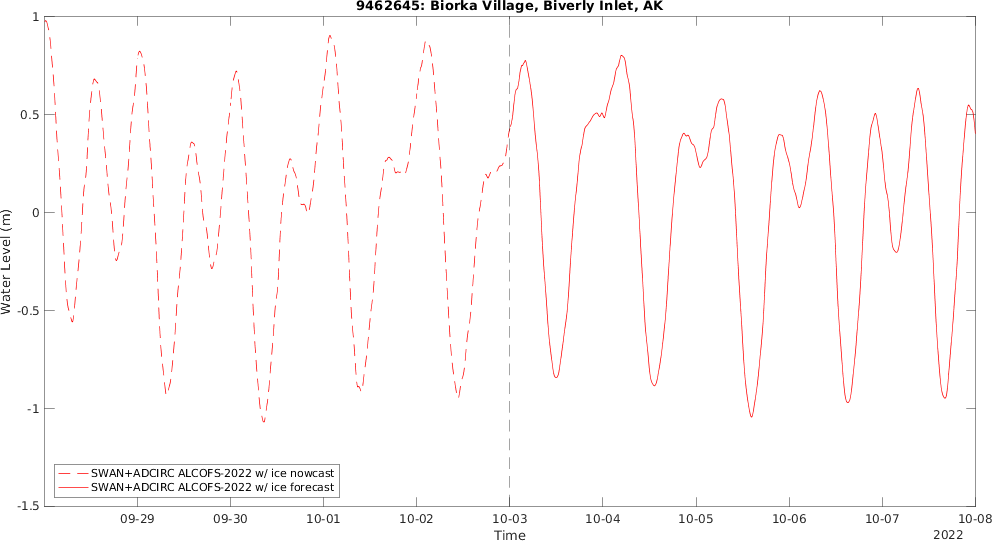 9462645: Biorka Village, Biverly Inlet, AK
1
0.5
0
-0.5
-1
-1.5
Water Level (m)
SWAN+ADCIRC ALCOFS-2022 w/ ice nowcast
SWAN+ADCIRC ALCOFS-2022 w/ ice forecast
09-29 09-30 10-01 10-02 10-03 10-04 10-05 10-06 10-07 10-08
Time
2022